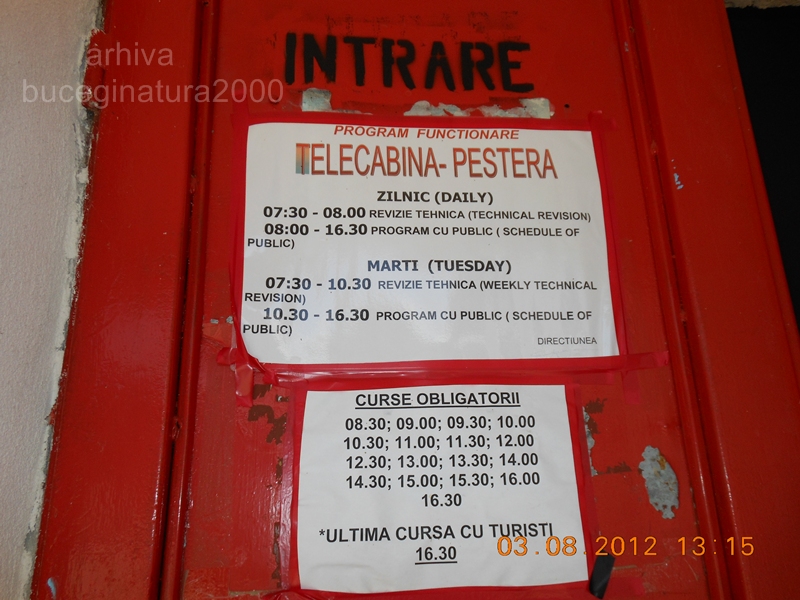 arhiva
buceginatura2000
INTRARE
PROGRAM FUNCTIONARE
TELECABINA- PESTERA
ZILNIC (DAILY)
07:30 - 08.00 REVIZIE TEHNICA (TECHNICAL REVISION)
08:00 - 16.30 PROGRAM CU PUBLIC ( SCHEDULE OF
PUBLIC)
MARTI (TUESDAY)
07:30 - 10.30 REVIZIE TEHNICA (WEEKLY TECHNICAL
REVISION)
10.30 - 16.30 PROGRAM CU PUBLIC ( SCHEDULE OF
PUBLIC)
DIRECTIUNEA
CURSE OBLIGATORII
08.30; 09.00; 09.30; 10.00
10.30; 11.00; 11.30; 12.00
12.30; 13.00; 13.30; 14.00
14.30; 15.00; 15.30; 16.00
16.30
*ULTIMA CURSA CU TURISTI
16.30
03.08.2012 13:15